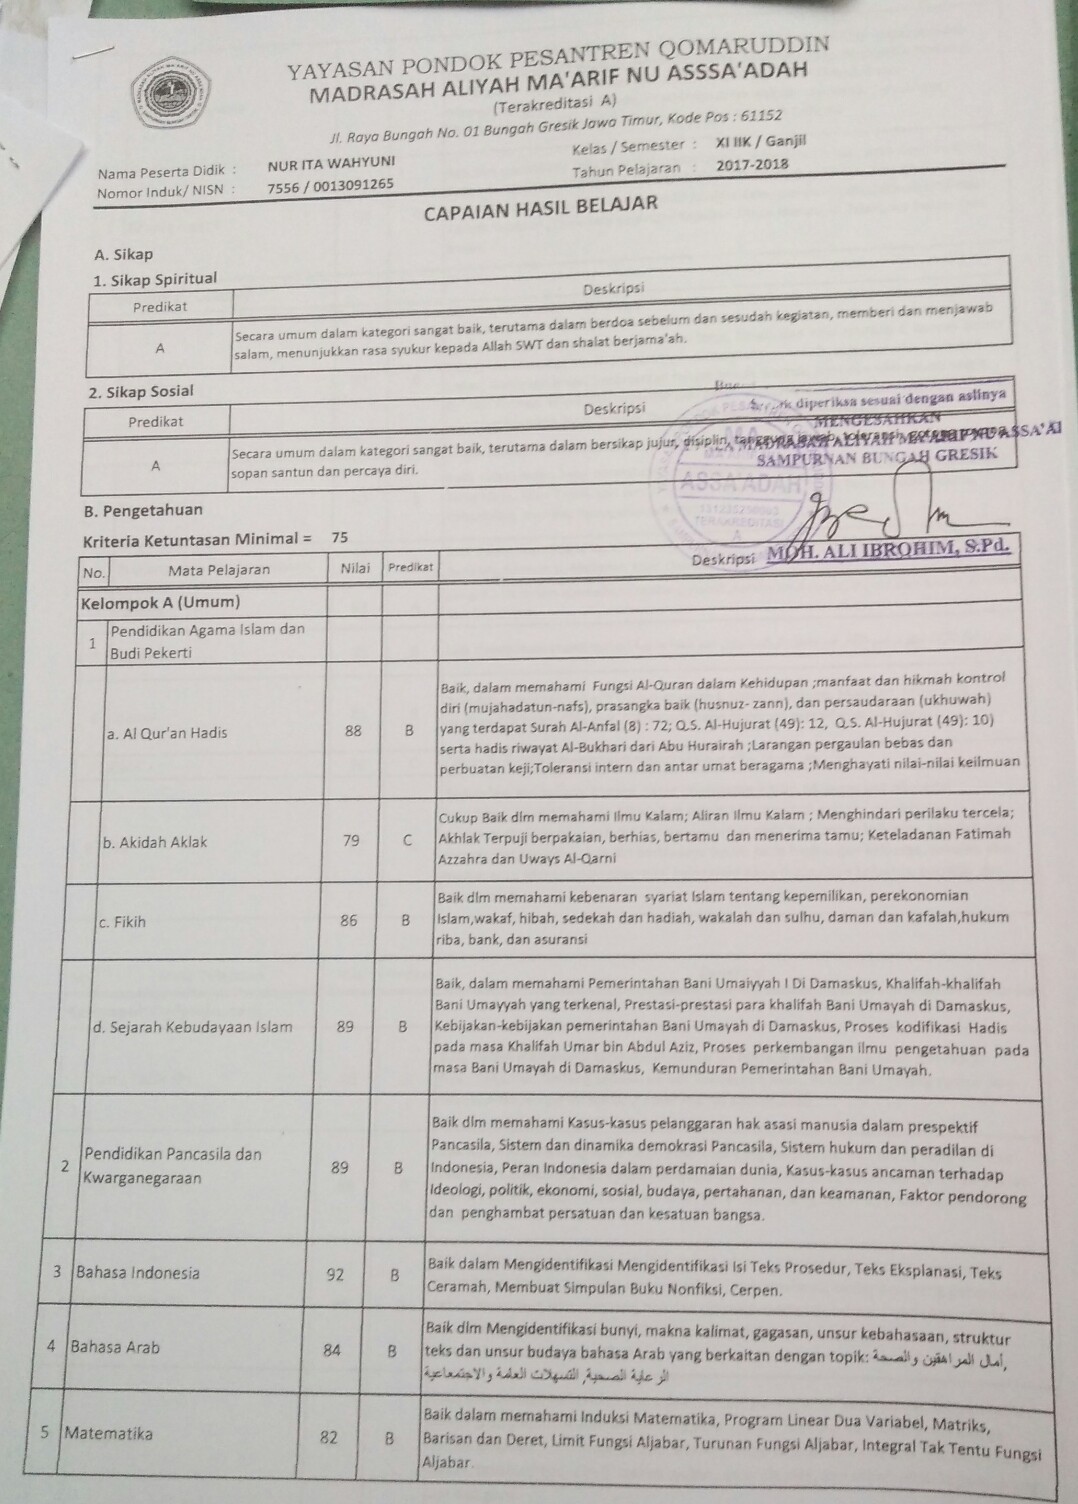 YAYASAN PONDOK PESANTREN QOMARUDDIN
MADRASAH ALIYAH MA'ARIF NU ASSSA'ADAH
(Terakreditasi A)
Jl. Raya Bungah No. 01 Bungah Gresik Jawa Timur, Kode Pos : 61152
Nama Peserta Didik : NUR ITA WAHYUNI Kelas / Semester : XI IIK / Ganjil
Nomor Induk/ NISN : 7556 / 0013091265 Tahun Pelajaran : 2017-2018
CAPAIAN HASIL BELAJAR
A. Sikap
1. Sikap Spiritual
Predikat Deskripsi
A Secara umum dalam kategori sangat baik, terutama dalam berdoa sebelum dan sesudah kegiatan, memberi dan menjawab
salam, menunjukkan rasa syukur kepada Allah SWT dan shalat berjama'ah.
2. Sikap Sosial
diperiksa sesuai dengan aslinya
Predikat Deskripsi
MENGESAHKAN
A Secara umum dalam kategori sangat baik, terutama dalam bersikap jujur, disiplin, tanggung jawab, toleransi, gotong royong,
MADRASAH ALIYAH MA'ARIF NU ASSA'A
sopan santun dan percaya diri.
SAMPURNAN BUNGAH GRESIK
ASSA'ADAH
TERAKREDITASI
A
MOH. ALI IBROHIM, S.Pd.
B. Pengetahuan
Kriteria Ketuntasan Minimal = 75
No. Mata Pelajaran Nilai Predikat Deskripsi
Kelompok A (Umum)
1 Pendidikan Agama Islam dan
Budi Pekerti
a. Al Qur'an Hadis 88 B
Baik, dalam memahami Fungsi Al-Quran dalam Kehidupan ;manfaat dan hikmah kontrol
diri (mujahadatun-nafs), prasangka baik (husnuz- zann), dan persaudaraan (ukhuwah)
yang terdapat Surah Al-Anfal (8) : 72; Q.S. Al-Hujurat (49): 12, Q.S. Al-Hujurat (49): 10)
serta hadis riwayat Al-Bukhari dari Abu Hurairah ;Larangan pergaulan bebas dan
perbuatan keji;Toleransi intern dan antar umat beragama ;Menghayati nilai-nilai keilmuan
b. Akidah Aklak 79 C
Cukup Baik dlm memahami Ilmu Kalam; Aliran Ilmu Kalam ; Menghindari perilaku tercela;
Akhlak Terpuji berpakaian, berhias, bertamu dan menerima tamu; Keteladanan Fatimah
Azzahra dan Uways Al-Qarni
c. Fikih 86 B
Baik dlm memahami kebenaran syariat Islam tentang kepemilikan, perekonomian
Islam,wakaf, hibah, sedekah dan hadiah, wakalah dan sulhu, daman dan kafalah,hukum
riba, bank, dan asuransi
d. Sejarah Kebudayaan Islam 89 B
Baik, dalam memahami Pemerintahan Bani Umaiyyah I Di Damaskus, Khalifah-khalifah
Bani Umayyah yang terkenal, Prestasi-prestasi para khalifah Bani Umayah di Damaskus,
Kebijakan-kebijakan pemerintahan Bani Umayah di Damaskus, Proses kodifikasi Hadis
pada masa Khalifah Umar bin Abdul Aziz, Proses perkembangan ilmu pengetahuan pada
masa Bani Umayah di Damaskus, Kemunduran Pemerintahan Bani Umayah.
2 Pendidikan Pancasila dan
Kwarganegaraan 89 B
Baik dlm memahami Kasus-kasus pelanggaran hak asasi manusia dalam prespektif
Pancasila, Sistem dan dinamika demokrasi Pancasila, Sistem hukum dan peradilan di
Indonesia, Peran Indonesia dalam perdamaian dunia, Kasus-kasus ancaman terhadap
Ideologi, politik, ekonomi, sosial, budaya, pertahanan, dan keamanan, Faktor pendorong
dan penghambat persatuan dan kesatuan bangsa.
3 Bahasa Indonesia 92 B
Baik dalam Mengidentifikasi Mengidentifikasi Isi Teks Prosedur, Teks Eksplanasi, Teks
Ceramah, Membuat Simpulan Buku Nonfiksi, Cerpen.
4 Bahasa Arab 84 B
Baik dlm Mengidentifikasi bunyi, makna kalimat, gagasan, unsur kebahasaan, struktur
teks dan unsur budaya bahasa Arab yang berkaitan dengan topik: أمال المراهقين والصحة,
الرعاية الصحية, التسهلات العامة والاجتماعية
5 Matematika 82 B
Baik dalam memahami Induksi Matematika, Program Linear Dua Variabel, Matriks,
Barisan dan Deret, Limit Fungsi Aljabar, Turunan Fungsi Aljabar, Integral Tak Tentu Fungsi
Aljabar.